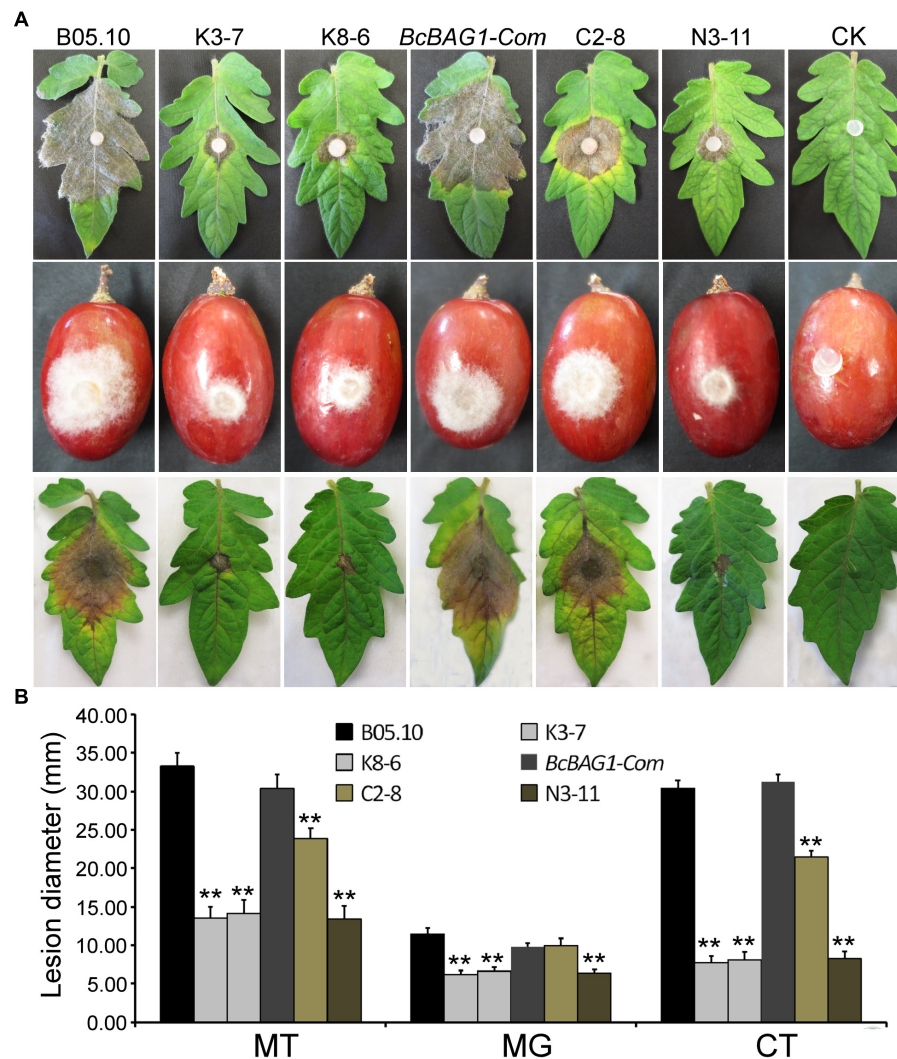 A
B05.10 K3-7 K8-6 BcBAG1-Com C2-8 N3-11 CK
B
Lesion diameter (mm)
40.00
35.00
30.00
25.00
20.00
15.00
10.00
5.00
0.00
B05.10 K3-7
K8-6 BcBAG1-Com
C2-8 N3-11
** ** ** **
** ** **
** ** ** **
MT MG CT